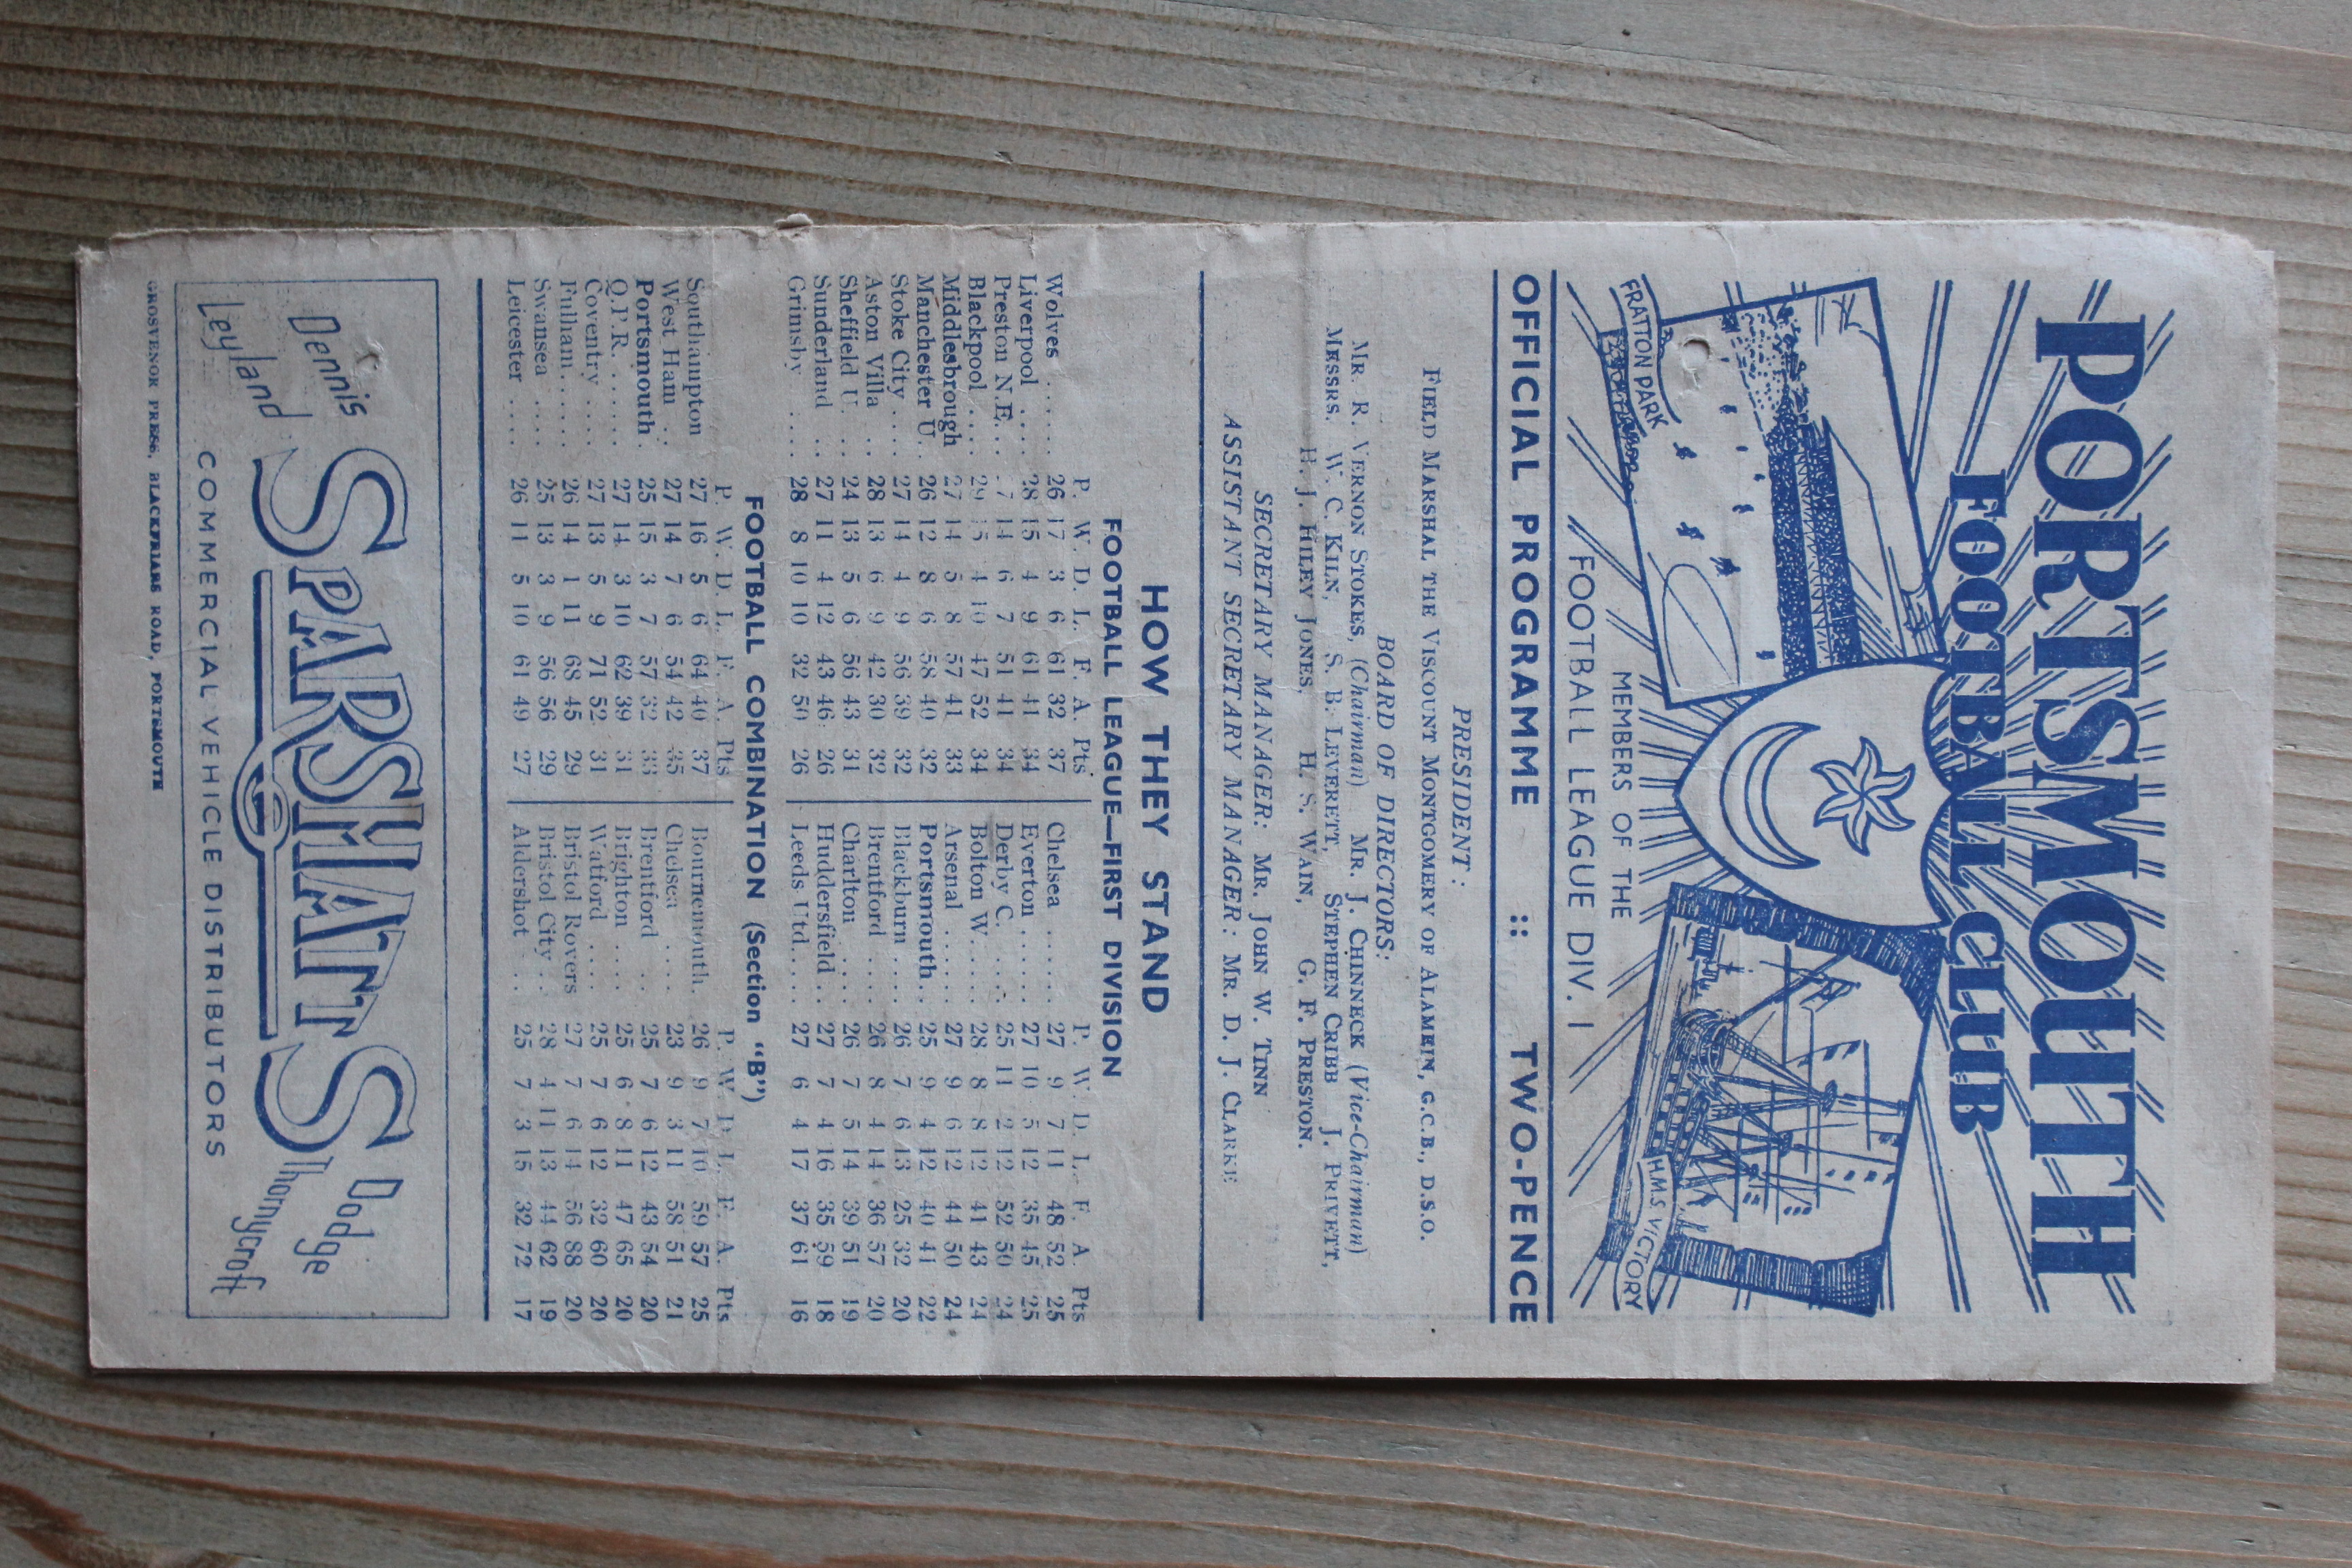 PORTSMOUTH
FOOTBALL CLUB
FRATTON PARK
H.M.S. VICTORY
MEMBERS OF THE
FOOTBALL LEAGUE DIV. 1
OFFICIAL PROGRAMME :: TWO-PENCE
PRESIDENT:
FIELD MARSHAL THE VISCOUNT MONTGOMERY OF ALAMEIN, G.C.B., D.S.O.
BOARD OF DIRECTORS:
MR. R. VERNON STOKES, (Chairman) MR. J. CHINNECK (Vice-Chairman)
MESSRS. W. C. KILN, S. B. LEVERETT, STEPHEN CRIBB J. PRIVETT,
H. J. HILEY JONES, H. S. WAIN, G. F. PRESTON.
SECRETARY MANAGER: MR. JOHN W. TINN
ASSISTANT SECRETARY MANAGER: MR. D. J. CLARKE
HOW THEY STAND
FOOTBALL LEAGUE—FIRST DIVISION
P. W. D. L. F. A. Pts P. W. D. L. F. A. Pts
Wolves ...... 26 17 3 6 61 32 37 Chelsea ...... 27 9 7 11 48 52 25
Liverpool .... 28 15 4 9 61 41 34 Everton ...... 27 10 5 12 35 45 25
Preston N.E... 7 14 6 7 51 41 34 Derby C. .... 25 11 2 12 52 50 24
Blackpool .... 29 15 4 10 47 52 34 Bolton W..... 28 8 8 12 41 43 24
Middlesbrough 27 14 5 8 57 41 33 Arsenal ...... 27 9 6 12 44 50 24
Manchester U.. 26 12 8 6 58 40 32 Portsmouth.. 25 9 4 12 40 41 22
Stoke City .... 27 14 4 9 56 39 32 Blackburn .... 26 7 6 13 25 32 20
Aston Villa .. 28 13 6 9 42 30 32 Brentford .... 26 8 4 14 36 57 20
Sheffield U. .. 24 13 5 6 56 43 31 Charlton .... 26 7 5 14 39 51 19
Sunderland .. 27 11 4 12 43 46 26 Huddersfield .. 27 7 4 16 35 59 18
Grimsby .... 28 8 10 10 32 50 26 Leeds Utd.... 27 6 4 17 37 61 16
FOOTBALL COMBINATION (Section "B")
P. W. D. L. F. A. Pts P. W. D. L. F. A. Pts
Southampton 27 16 5 6 64 40 37 Bournemouth. 26 9 7 10 59 57 25
West Ham .. 27 14 7 6 54 42 35 Chelsea .... 23 9 3 11 58 51 21
Portsmouth . 25 15 3 7 57 32 33 Brentford .. 25 7 6 12 43 54 20
Q.P.R. ...... 27 14 3 10 62 39 31 Brighton .... 25 6 8 11 47 65 20
Coventry .... 27 13 5 9 71 52 31 Watford .... 25 7 6 12 32 60 20
Fulham...... 26 14 1 11 68 45 29 Bristol Rovers 27 7 6 14 56 88 20
Swansea .... 25 13 3 9 56 56 29 Bristol City .. 28 4 11 13 44 62 19
Leicester .... 26 11 5 10 61 49 27 Aldershot .. 25 7 3 15 32 72 17
Dennis SPARSHATTS Dodge
Leyland Thornycroft
COMMERCIAL VEHICLE DISTRIBUTORS
GROSVENOR PRESS, BLACKFRIARS ROAD, PORTSMOUTH